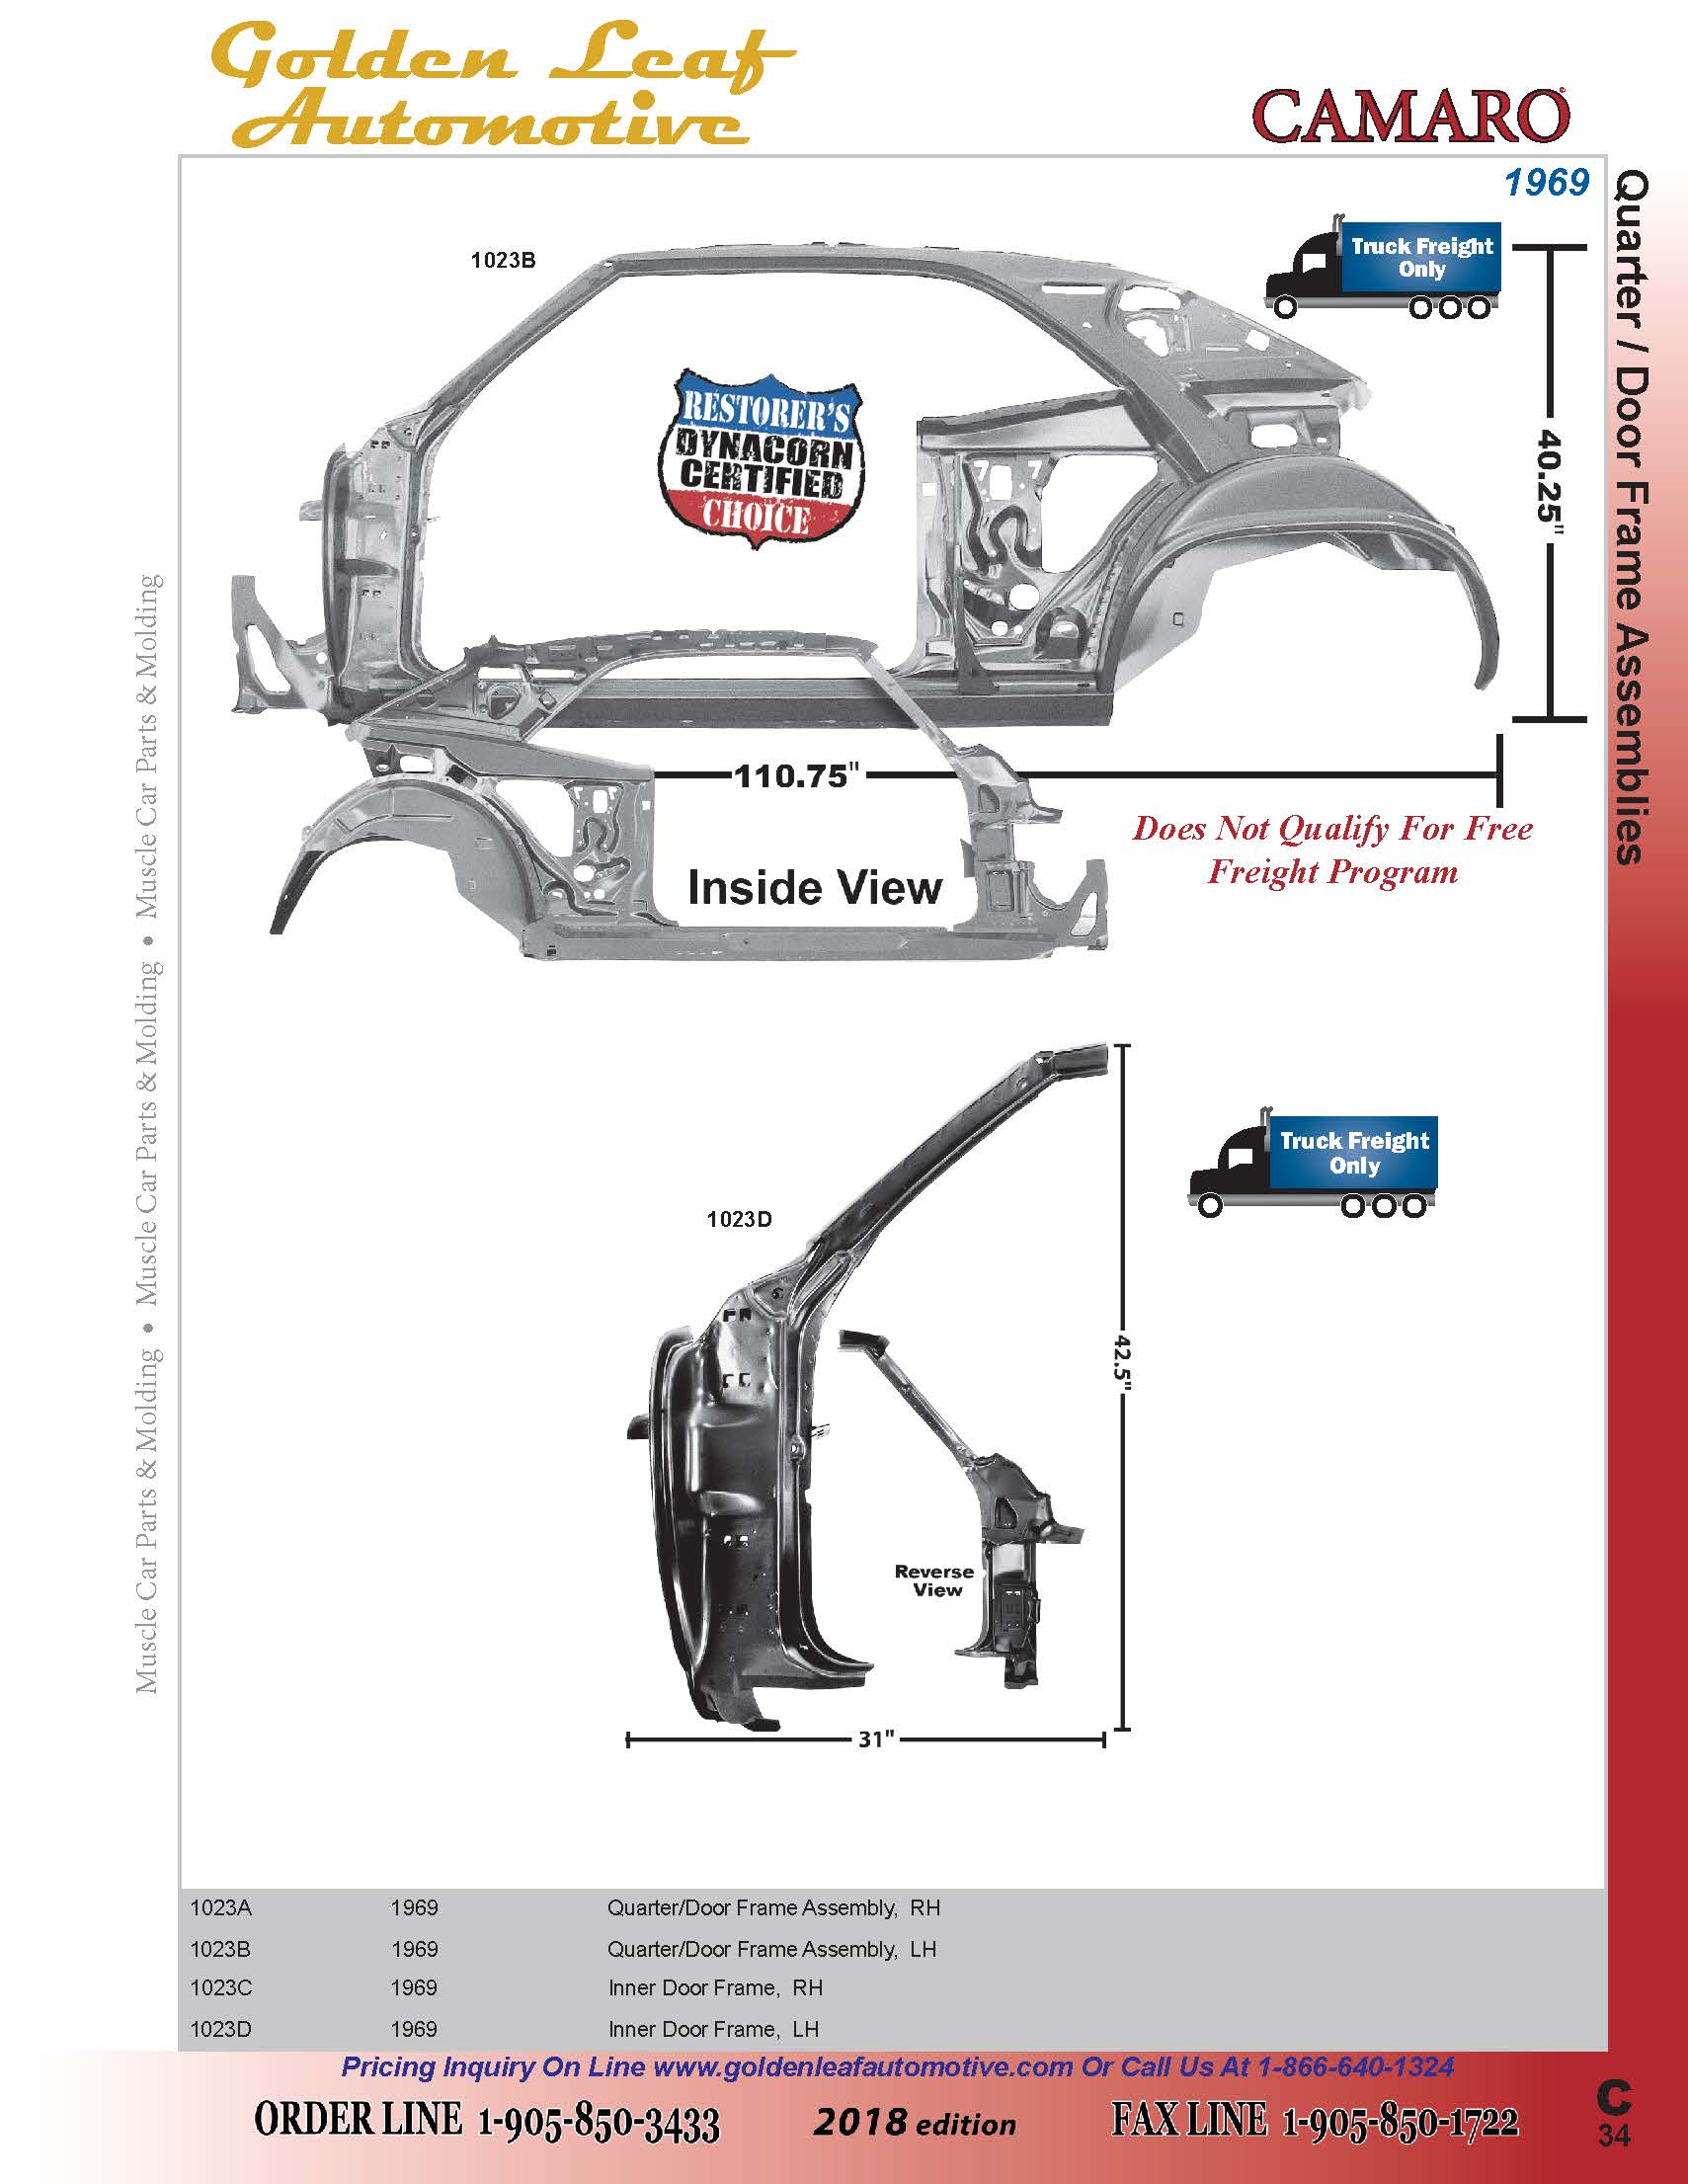 Golden Leaf
Automotive
CAMARO
1969
Quarter / Door Frame Assemblies
Muscle Car Parts & Molding • Muscle Car Parts & Molding • Muscle Car Parts & Molding
1023B
Truck Freight
Only
40.25"
RESTORER'S
DYNACORN
CERTIFIED
CHOICE
110.75"
Does Not Qualify For Free
Freight Program
Inside View
1023D
Truck Freight
Only
42.5"
Reverse
View
31"
1023A 1969 Quarter/Door Frame Assembly, RH
1023B 1969 Quarter/Door Frame Assembly, LH
1023C 1969 Inner Door Frame, RH
1023D 1969 Inner Door Frame, LH
Pricing Inquiry On Line www.goldenleafautomotive.com Or Call Us At 1-866-640-1324
ORDER LINE 1-905-850-3433 2018 edition FAX LINE 1-905-850-1722
C
34